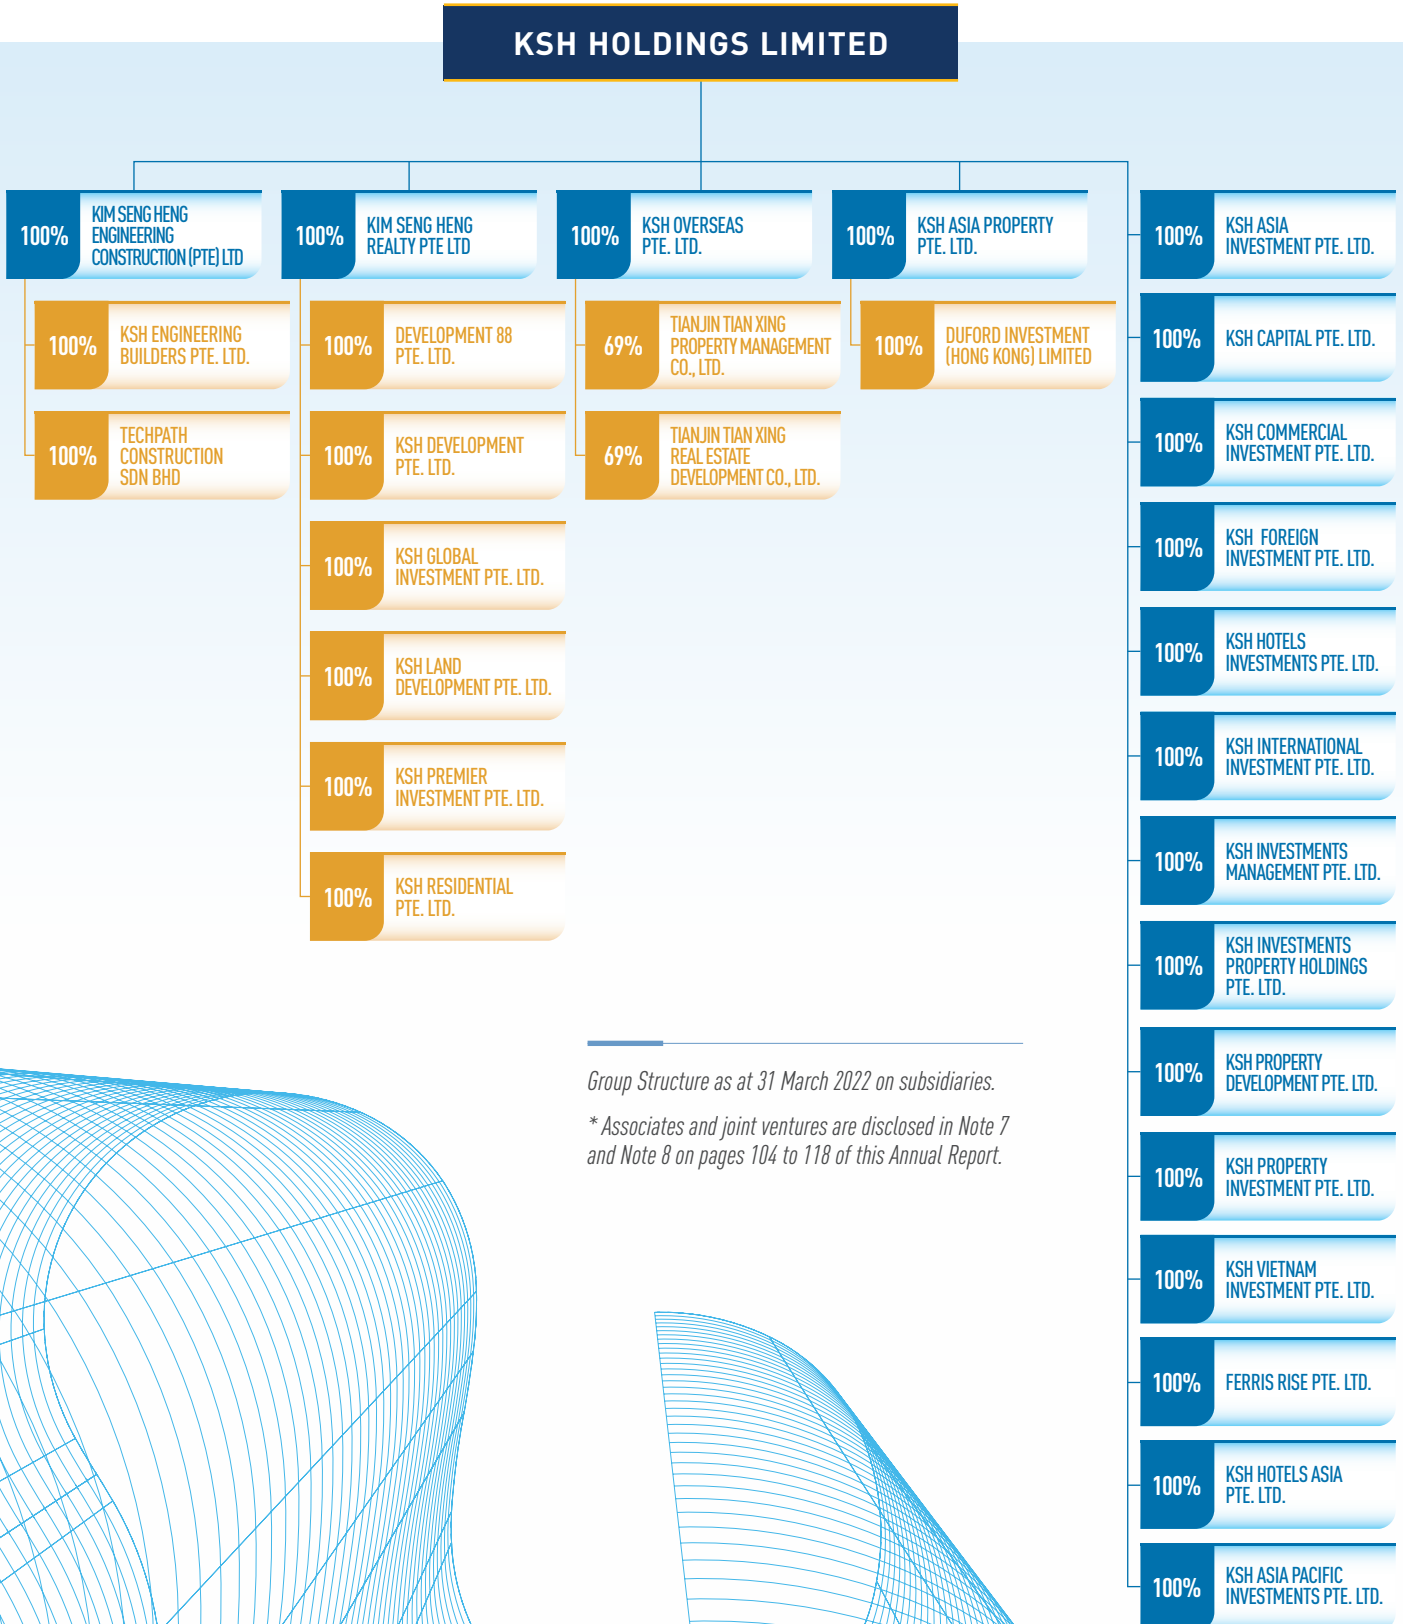 KSH HOLDINGS LIMITED
100%
KIM SENG HENG
ENGINEERING
CONSTRUCTION (PTE) LTD
100%
KSH ENGINEERING
BUILDERS PTE. LTD.
100%
TECHPATH
CONSTRUCTION
SDN BHD
100%
KIM SENG HENG
REALTY PTE LTD
100%
DEVELOPMENT 88
PTE. LTD.
100%
KSH DEVELOPMENT
PTE. LTD.
100%
KSH GLOBAL
INVESTMENT PTE. LTD.
100%
KSH LAND
DEVELOPMENT PTE. LTD.
100%
KSH PREMIER
INVESTMENT PTE. LTD.
100%
KSH RESIDENTIAL
PTE. LTD.
100%
KSH OVERSEAS
PTE. LTD.
69%
TIANJIN TIAN XING
PROPERTY MANAGEMENT
CO., LTD.
69%
TIANJIN TIAN XING
REAL ESTATE
DEVELOPMENT CO., LTD.
100%
KSH ASIA PROPERTY
PTE. LTD.
100%
DUFORD INVESTMENT
(HONG KONG) LIMITED
100%
KSH ASIA
INVESTMENT PTE. LTD.
100%
KSH CAPITAL PTE. LTD.
100%
KSH COMMERCIAL
INVESTMENT PTE. LTD.
100%
KSH FOREIGN
INVESTMENT PTE. LTD.
100%
KSH HOTELS
INVESTMENTS PTE. LTD.
100%
KSH INTERNATIONAL
INVESTMENT PTE. LTD.
100%
KSH INVESTMENTS
MANAGEMENT PTE. LTD.
100%
KSH INVESTMENTS
PROPERTY HOLDINGS
PTE. LTD.
100%
KSH PROPERTY
DEVELOPMENT PTE. LTD.
100%
KSH PROPERTY
INVESTMENT PTE. LTD.
100%
KSH VIETNAM
INVESTMENT PTE. LTD.
100%
FERRIS RISE PTE. LTD.
100%
KSH HOTELS ASIA
PTE. LTD.
100%
KSH ASIA PACIFIC
INVESTMENTS PTE. LTD.
Group Structure as at 31 March 2022 on subsidiaries.
* Associates and joint ventures are disclosed in Note 7
and Note 8 on pages 104 to 118 of this Annual Report.